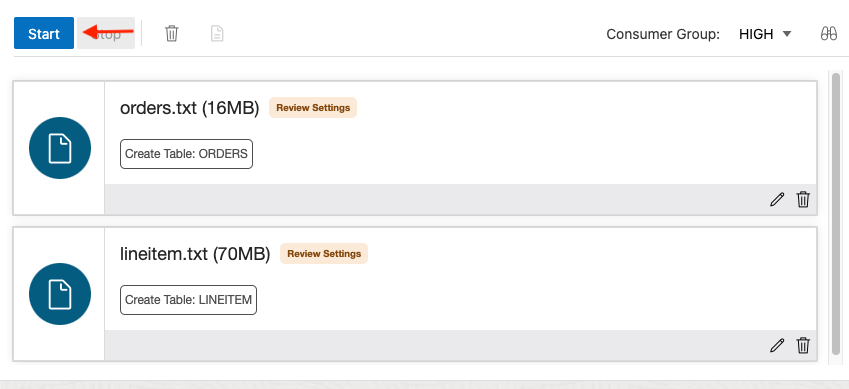 Start
Stop
Consumer Group: HIGH
orders.txt (16MB) Review Settings
Create Table: ORDERS
lineitem.txt (70MB) Review Settings
Create Table: LINEITEM